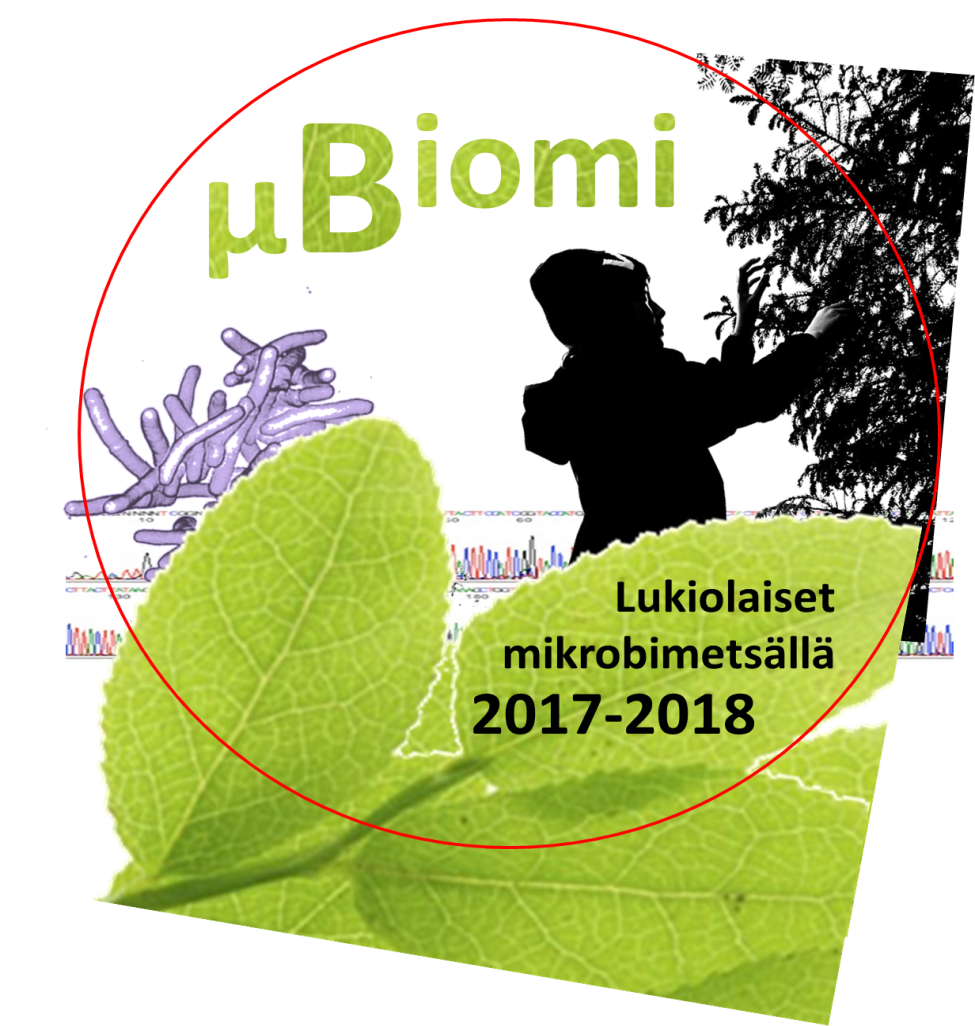 µBiomi
Lukiolaiset
mikrobimetsällä
2017-2018